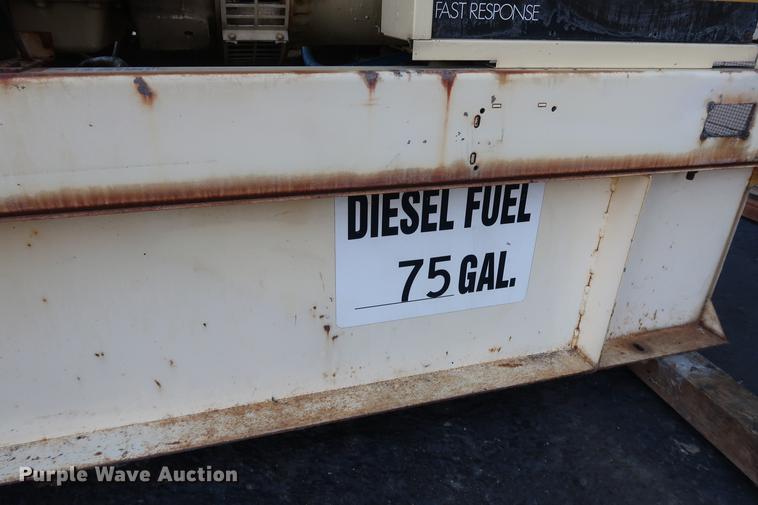 FAST RESPONSE
DIESEL FUEL
75 GAL.
Purple Wave Auction